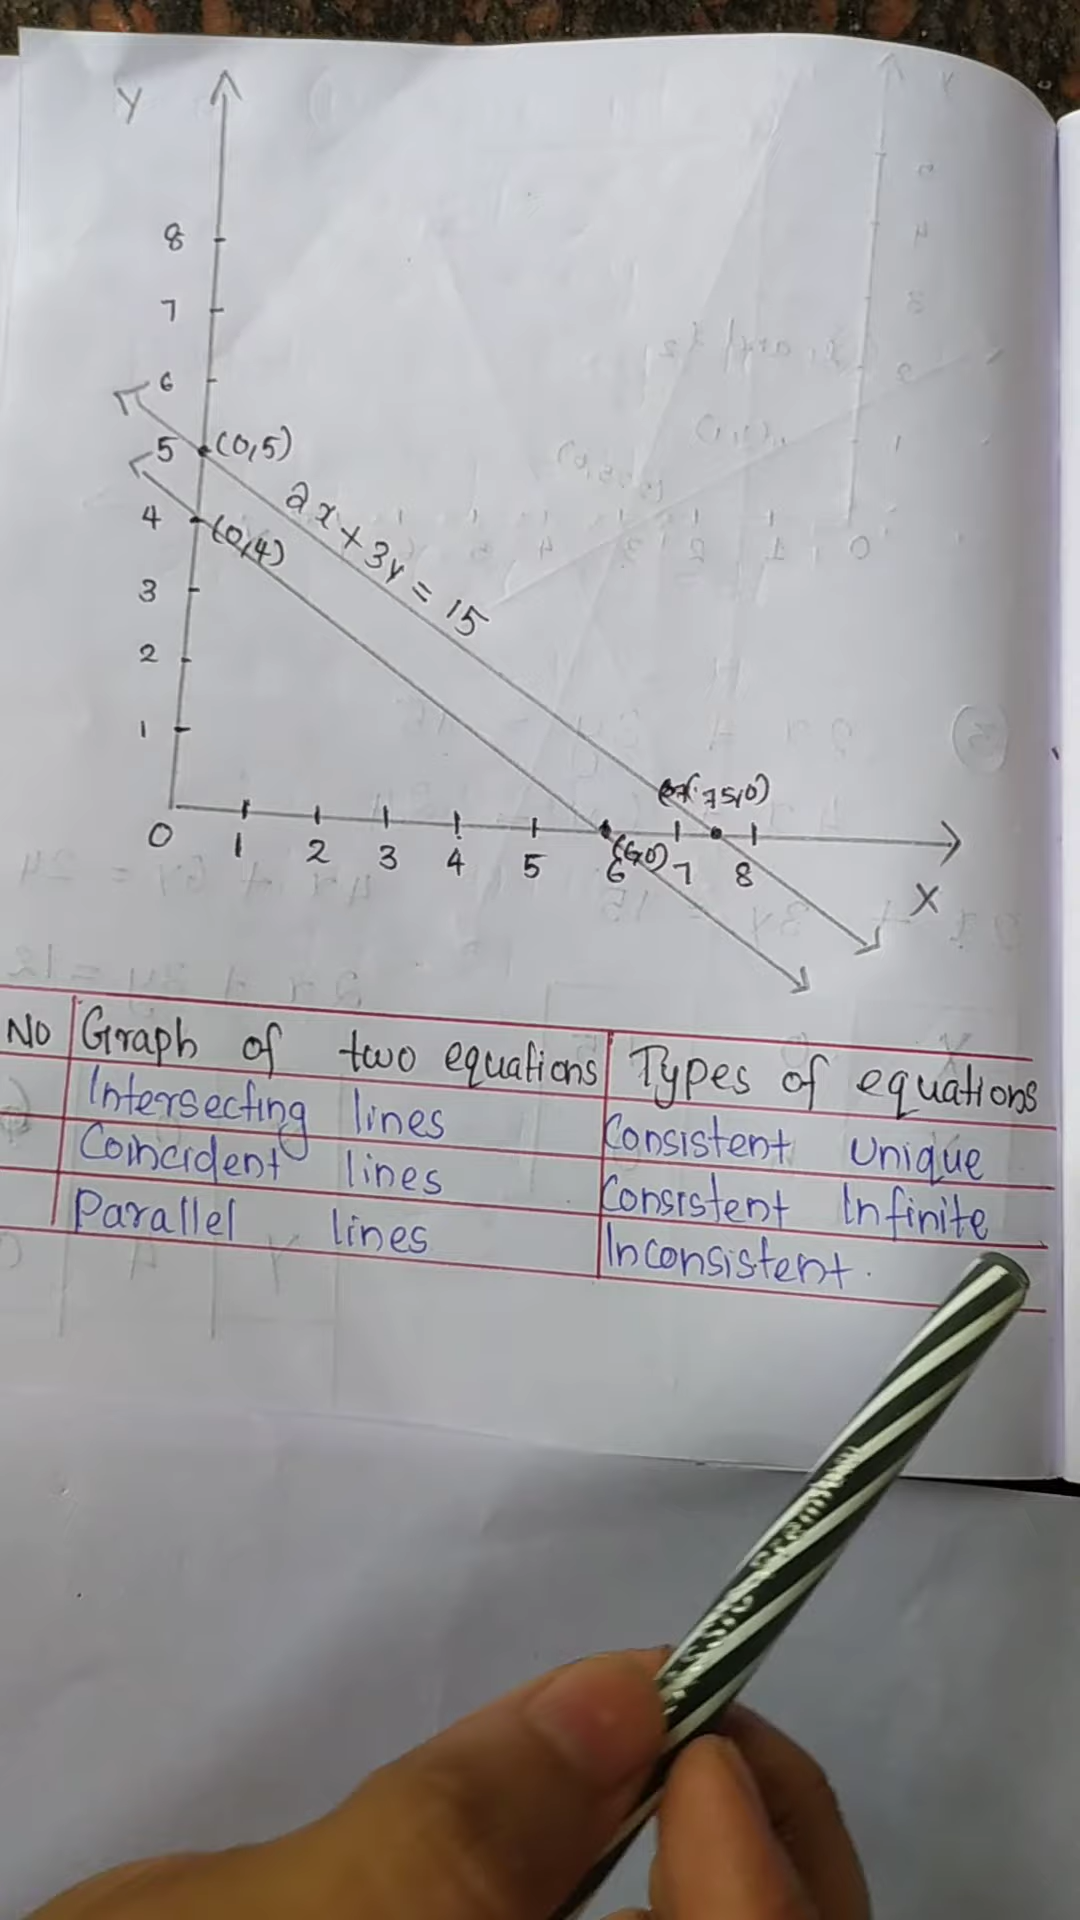 Y
8
7
6
5 (0,5)
2x + 3y = 15
4 (0,4)
3
2
1
(7.5,0)
0 1 2 3 4 5 6 (6,0) 7 8
X
No Graph of two equations Types of equations
Intersecting lines Consistent Unique
Coincident lines Consistent Infinite
Parallel lines Inconsistent.